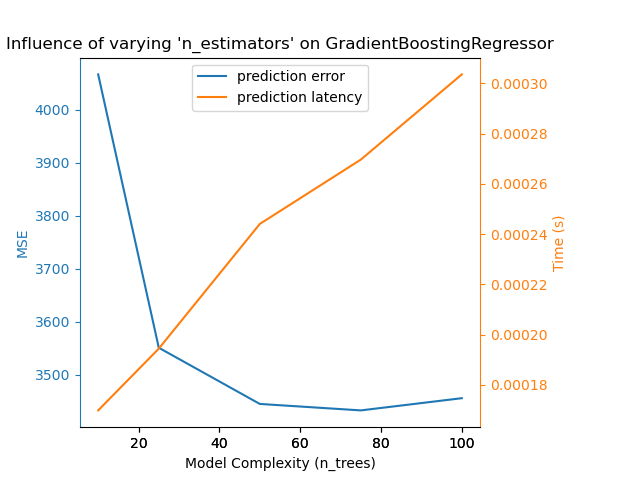 Influence of varying 'n_estimators' on GradientBoostingRegressor
prediction error
prediction latency
4000
3900
3800
3700
3600
3500
MSE
0.00030
0.00028
0.00026
0.00024
0.00022
0.00020
0.00018
Time (s)
20 40 60 80 100
Model Complexity (n_trees)